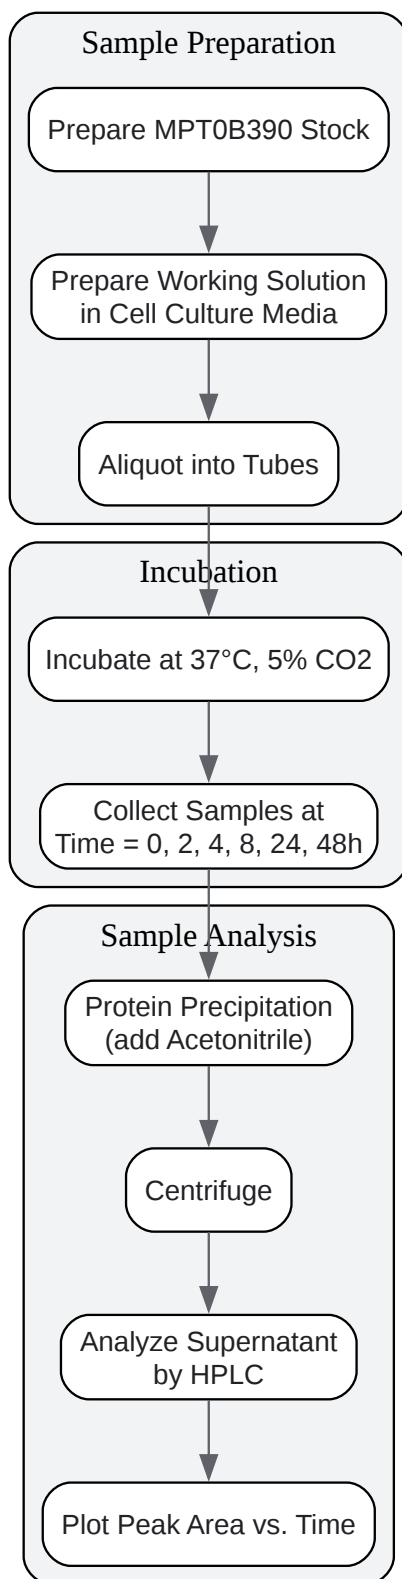 Sample Preparation
Prepare MPT0B390 Stock
Prepare Working Solution
in Cell Culture Media
Aliquot into Tubes
Incubation
Incubate at 37°C, 5% CO2
Collect Samples at
Time = 0, 2, 4, 8, 24, 48h
Sample Analysis
Protein Precipitation
(add Acetonitrile)
Centrifuge
Analyze Supernatant
by HPLC
Plot Peak Area vs. Time